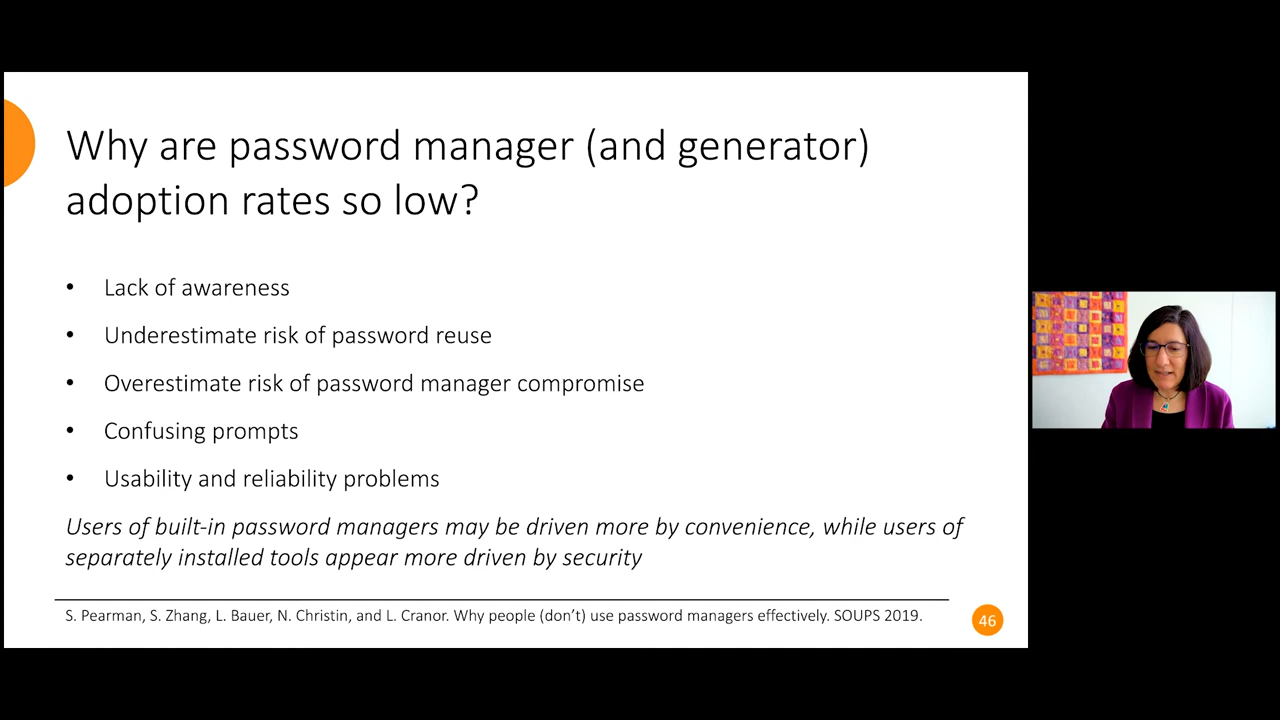 Why are password manager (and generator)
adoption rates so low?
• Lack of awareness
• Underestimate risk of password reuse
• Overestimate risk of password manager compromise
• Confusing prompts
• Usability and reliability problems
Users of built-in password managers may be driven more by convenience, while users of
separately installed tools appear more driven by security
S. Pearman, S. Zhang, L. Bauer, N. Christin, and L. Cranor. Why people (don’t) use password managers effectively. SOUPS 2019.
46